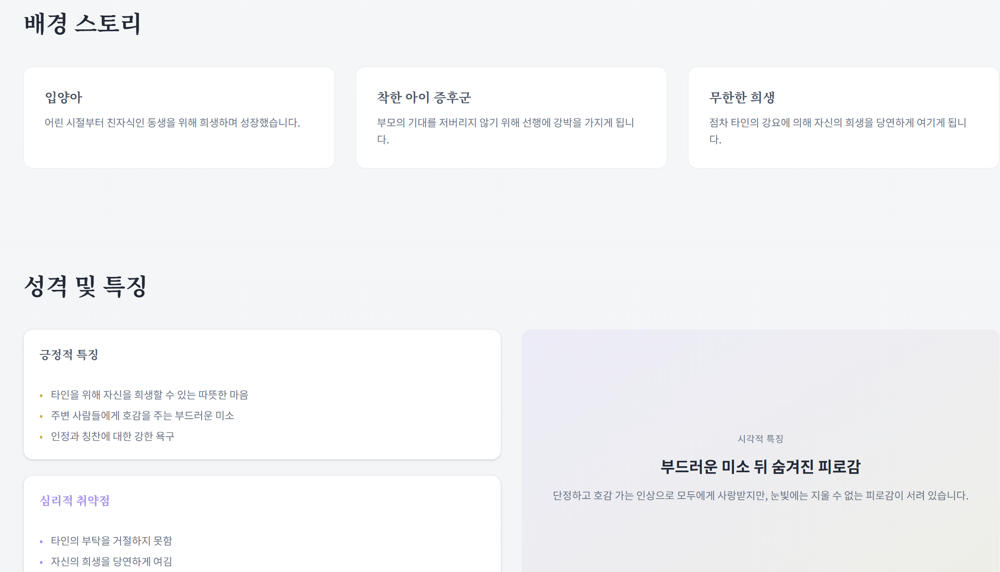 배경 스토리
입양아
어린 시절부터 친자식인 동생을 위해 희생하며 성장했습니다.
착한 아이 증후군
부모의 기대를 저버리지 않기 위해 선행에 강박을 가지게 됩니
다.
무한한 희생
점차 타인의 강요에 의해 자신의 희생을 당연하게 여기게 됩니
다.
성격 및 특징
긍정적 특징
• 타인을 위해 자신을 희생할 수 있는 따뜻한 마음
• 주변 사람들에게 호감을 주는 부드러운 미소
• 인정과 칭찬에 대한 강한 욕구
심리적 취약점
• 타인의 부탁을 거절하지 못함
• 자신의 희생을 당연하게 여김
시각적 특징
부드러운 미소 뒤 숨겨진 피로감
단정하고 호감 가는 인상으로 모두에게 사랑받지만, 눈빛에는 지울 수 없는 피로감이 서려 있습니다.